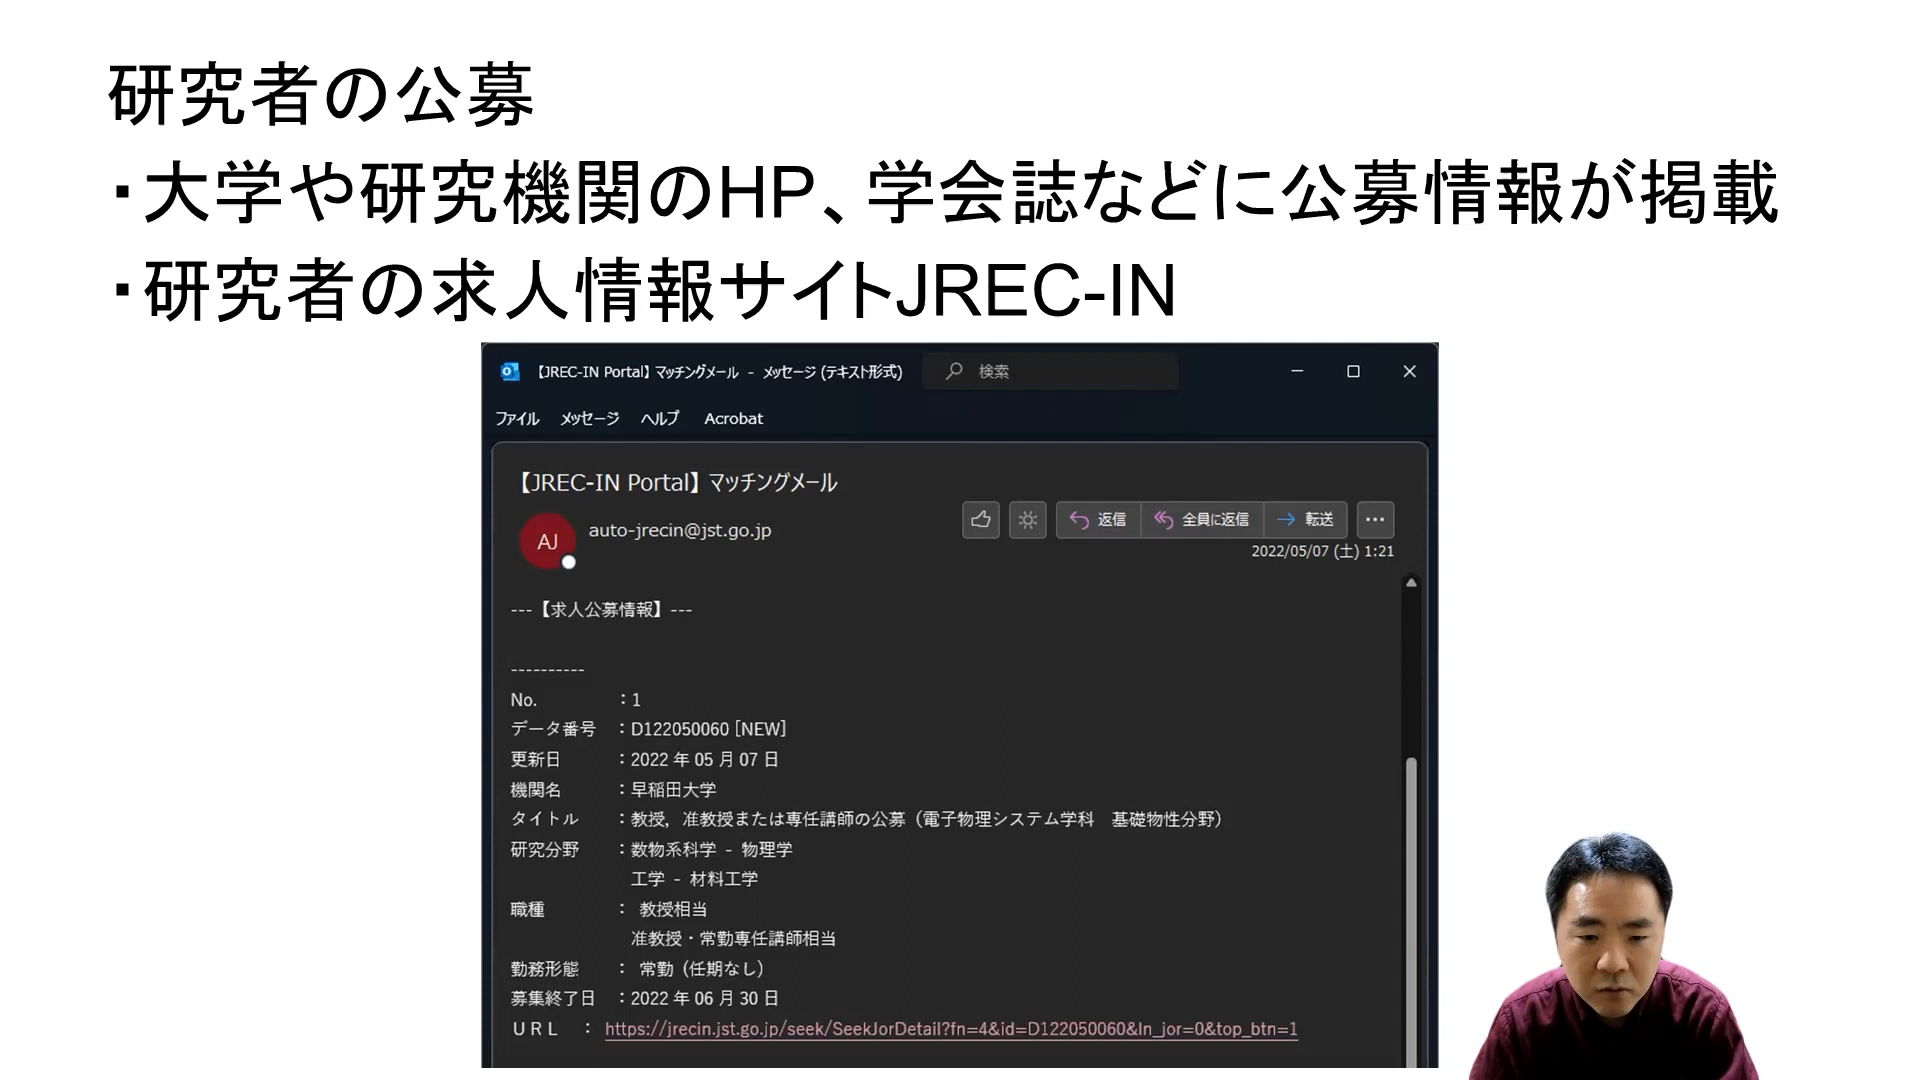 研究者の公募
・大学や研究機関のHP、学会誌などに公募情報が掲載
・研究者の求人情報サイトJREC-IN
【JREC-IN Portal】 マッチングメール - メッセージ (テキスト形式)
検索
ファイル メッセージ ヘルプ Acrobat
【JREC-IN Portal】 マッチングメール
AJ
auto-jrecin@jst.go.jp
返信 全員に返信 転送 ...
2022/05/07 (土) 1:21
---【求人公募情報】---
----------
No. : 1
データ番号 : D122050060 [NEW]
更新日 : 2022 年 05 月 07 日
機関名 : 早稲田大学
タイトル : 教授，准教授または専任講師の公募（電子物理システム学科　基礎物性分野）
研究分野 : 数物系科学 - 物理学
工学 - 材料工学
職種 : 教授相当
准教授・常勤専任講師相当
勤務形態 : 常勤 (任期なし)
募集終了日 : 2022 年 06 月 30 日
ＵＲＬ : https://jrecin.jst.go.jp/seek/SeekJorDetail?fn=4&id=D122050060&ln_jor=0&top_btn=1